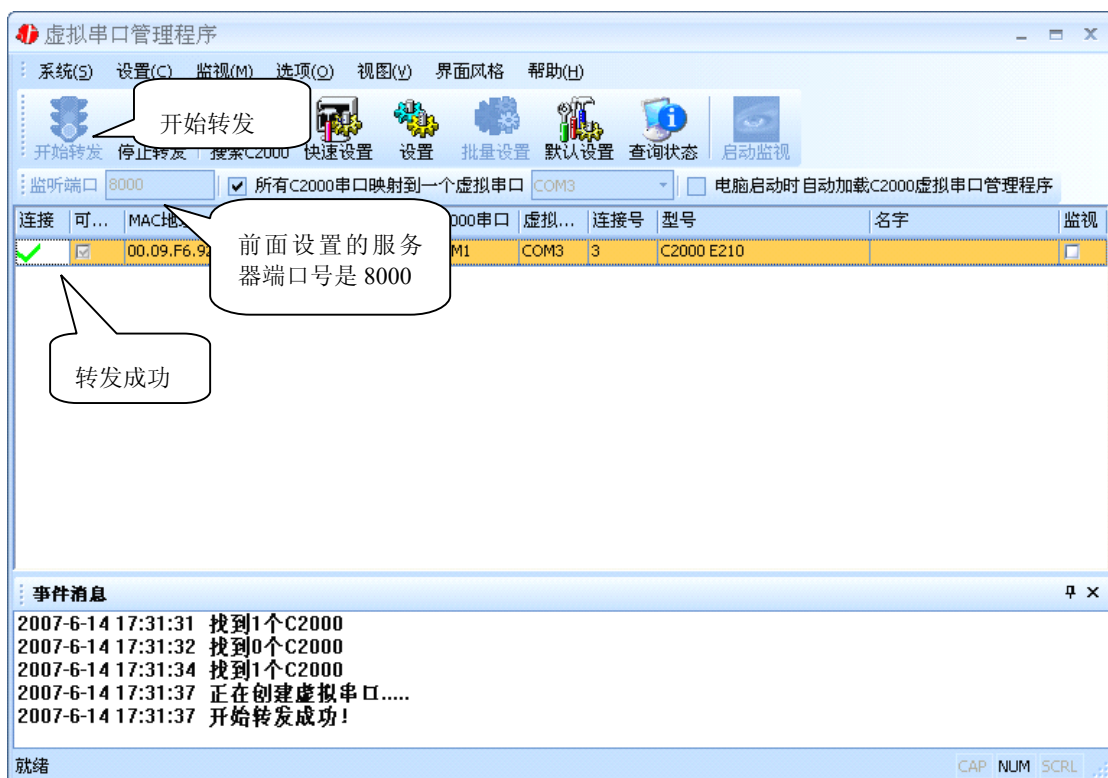 虚拟串口管理程序
系统(S) 设置(C) 监视(M) 选项(O) 视图(V) 界面风格 帮助(H)
开始转发
开始转发 停止转发 搜索C2000 快速设置 设置 批量设置 默认设置 查询状态 启动监视
监听端口 8000 所有C2000串口映射到一个虚拟串口 COM3 电脑启动时自动加载C2000虚拟串口管理程序
连接 可... MAC地 000串口 虚拟... 连接号 型号 名字 监视
00.09.F6.92 M1 COM3 3 C2000 E210
前面设置的服务
器端口号是 8000
转发成功
事件消息
2007-6-14 17:31:31 找到1个C2000
2007-6-14 17:31:32 找到0个C2000
2007-6-14 17:31:34 找到1个C2000
2007-6-14 17:31:37 正在创建虚拟串口.....
2007-6-14 17:31:37 开始转发成功!
就绪 CAP NUM SCRL